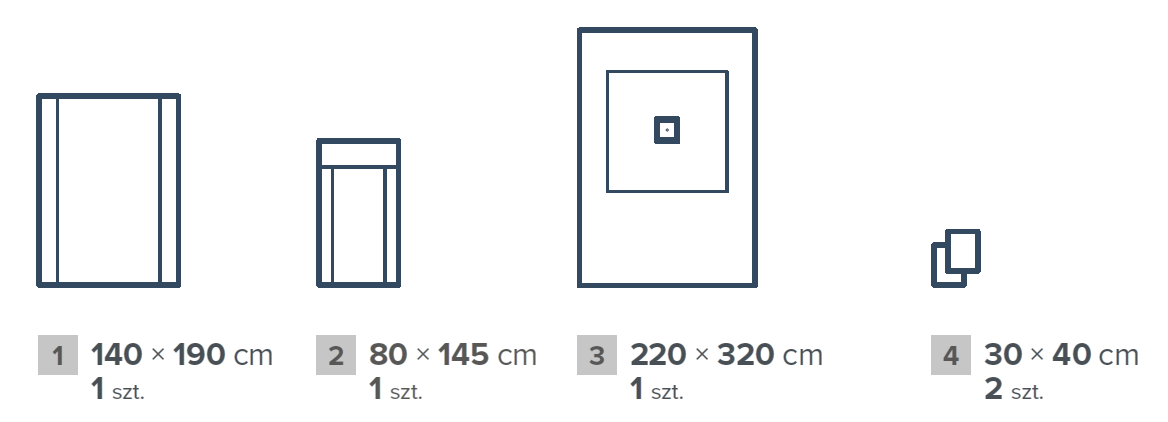 1 140 × 190 cm
1 szt.
2 80 × 145 cm
1 szt.
3 220 × 320 cm
1 szt.
4 30 × 40 cm
2 szt.